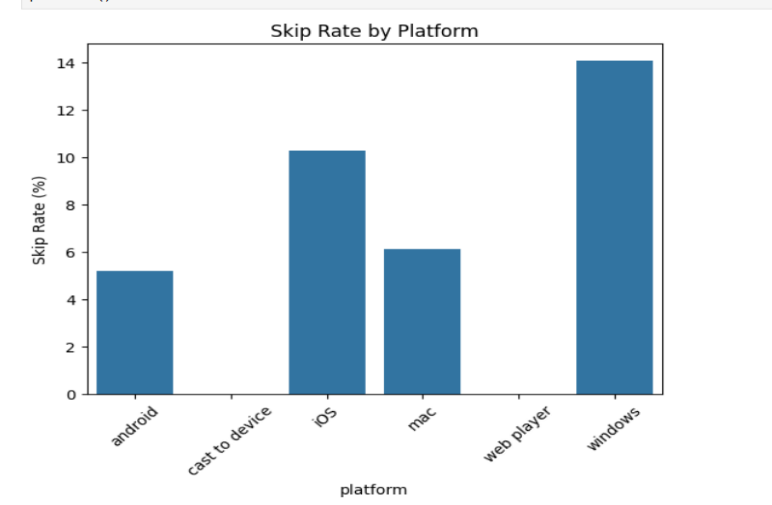 Skip Rate by Platform
Skip Rate (%)
14
12
10
8
6
4
2
0
android
cast to device
iOS
mac
web player
windows
platform